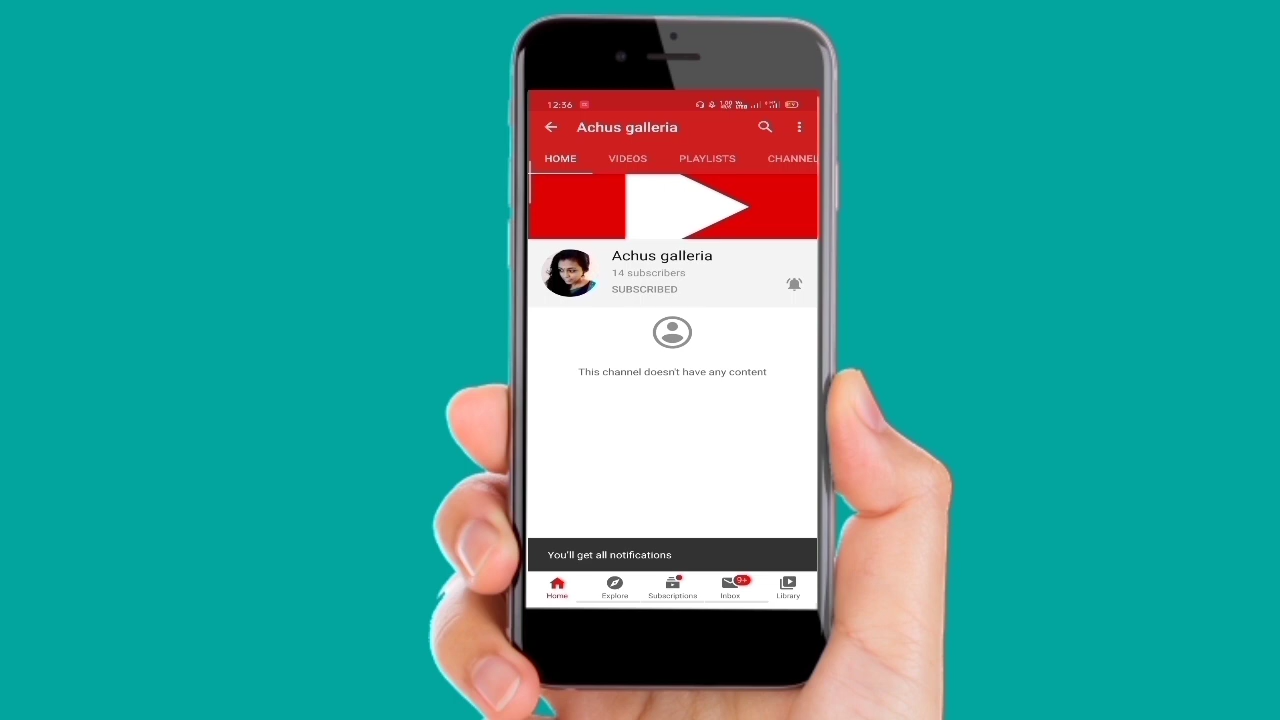 12:36
Achus galleria
HOME VIDEOS PLAYLISTS CHANNEL
Achus galleria
14 subscribers
SUBSCRIBED
This channel doesn't have any content
You'll get all notifications
9+
Home Explore Subscriptions Inbox Library